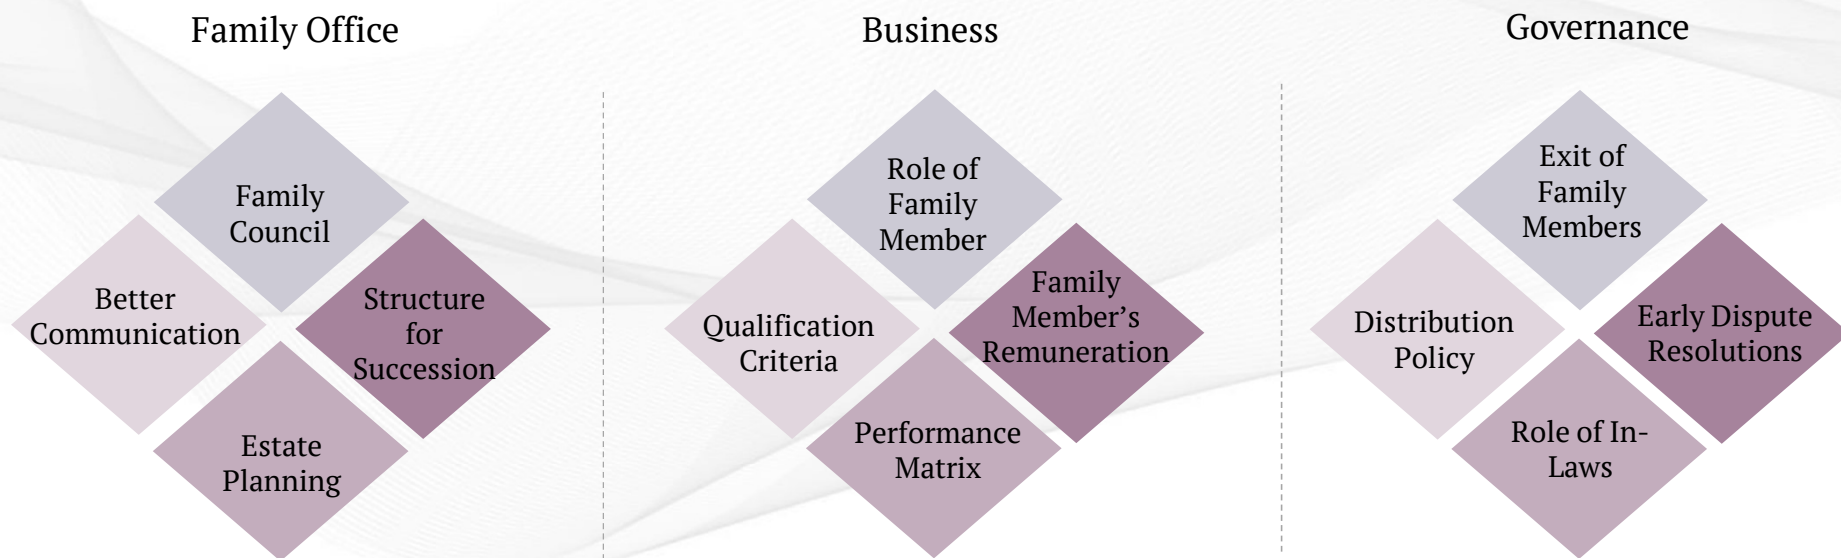 Family Office
Family
Council
Better
Communication
Structure
for
Succession
Estate
Planning
Business
Role of
Family
Member
Qualification
Criteria
Family
Member’s
Remuneration
Performance
Matrix
Governance
Exit of
Family
Members
Distribution
Policy
Early Dispute
Resolutions
Role of In-
Laws